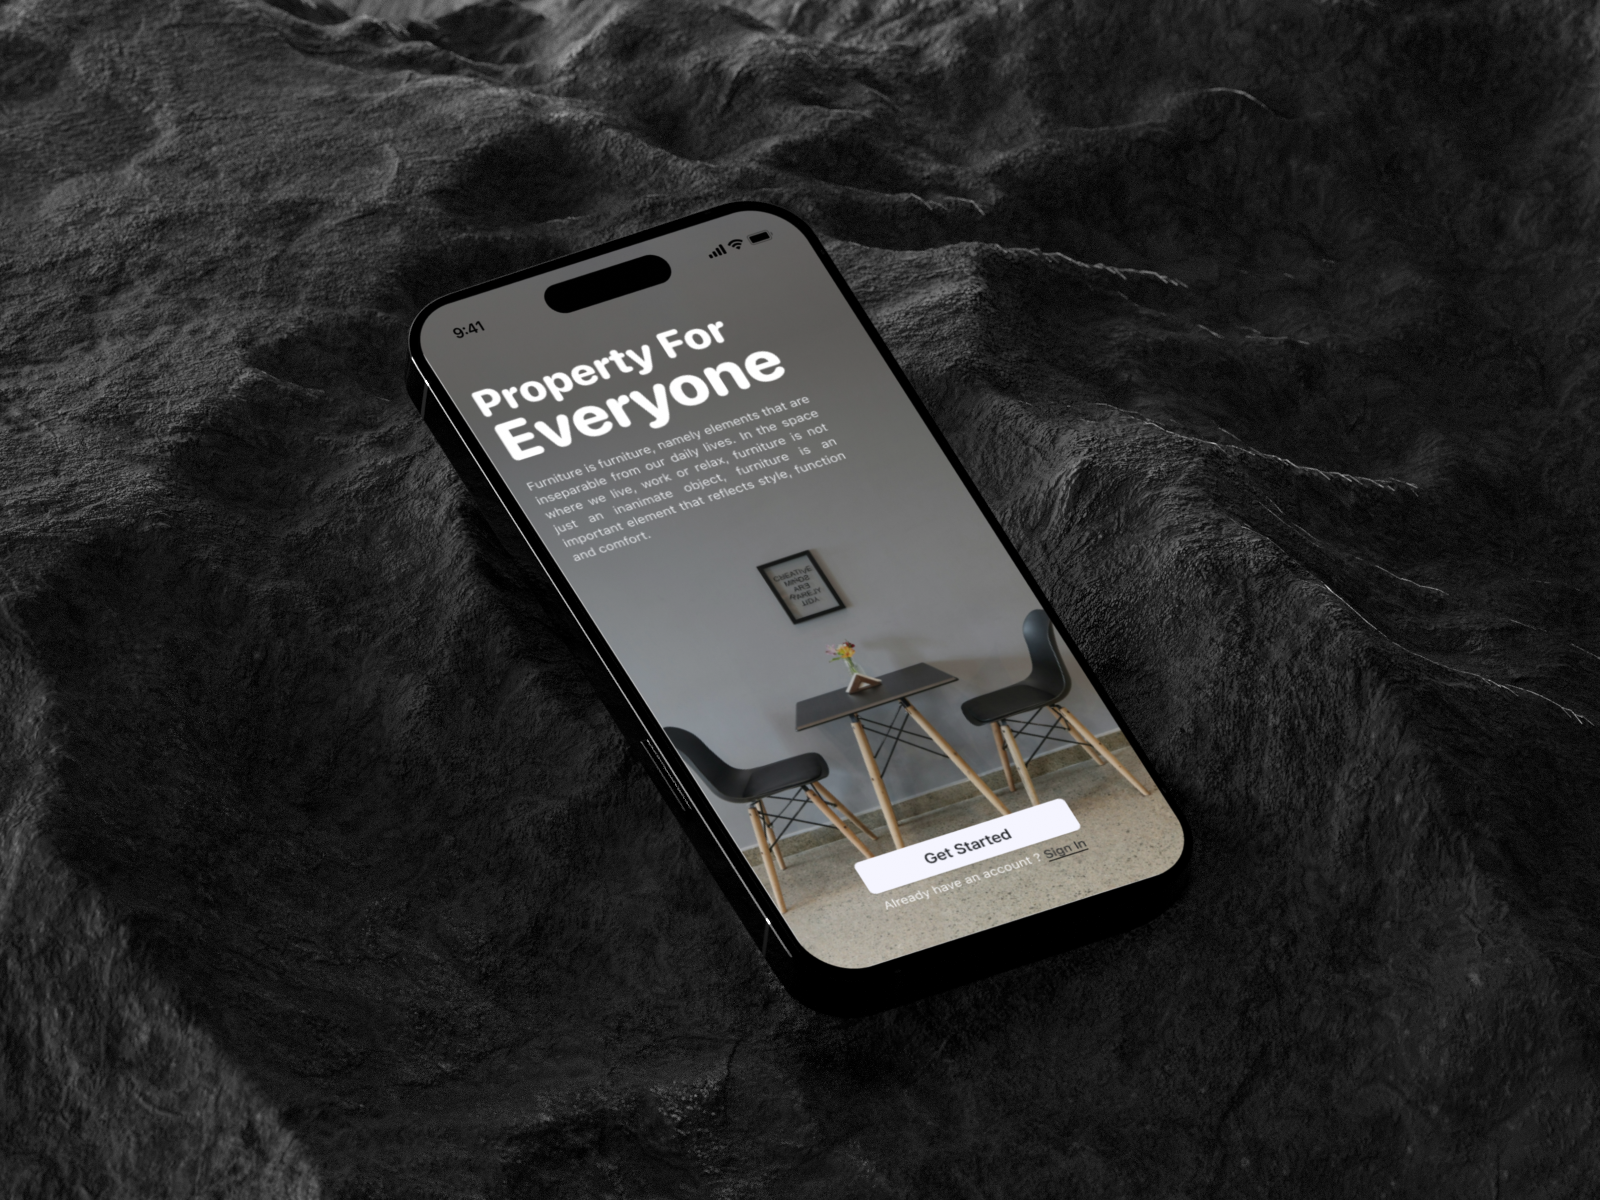 9:41
Property For
Everyone
Furniture is furniture, namely elements that are
inseparable from our daily lives. In the space
where we live, work or relax, furniture is not
just an inanimate object, furniture is an
important element that reflects style, function
and comfort.
CREATIVE
MINDS
ARE
RARELY
Get Started
Already have an account ? Sign In